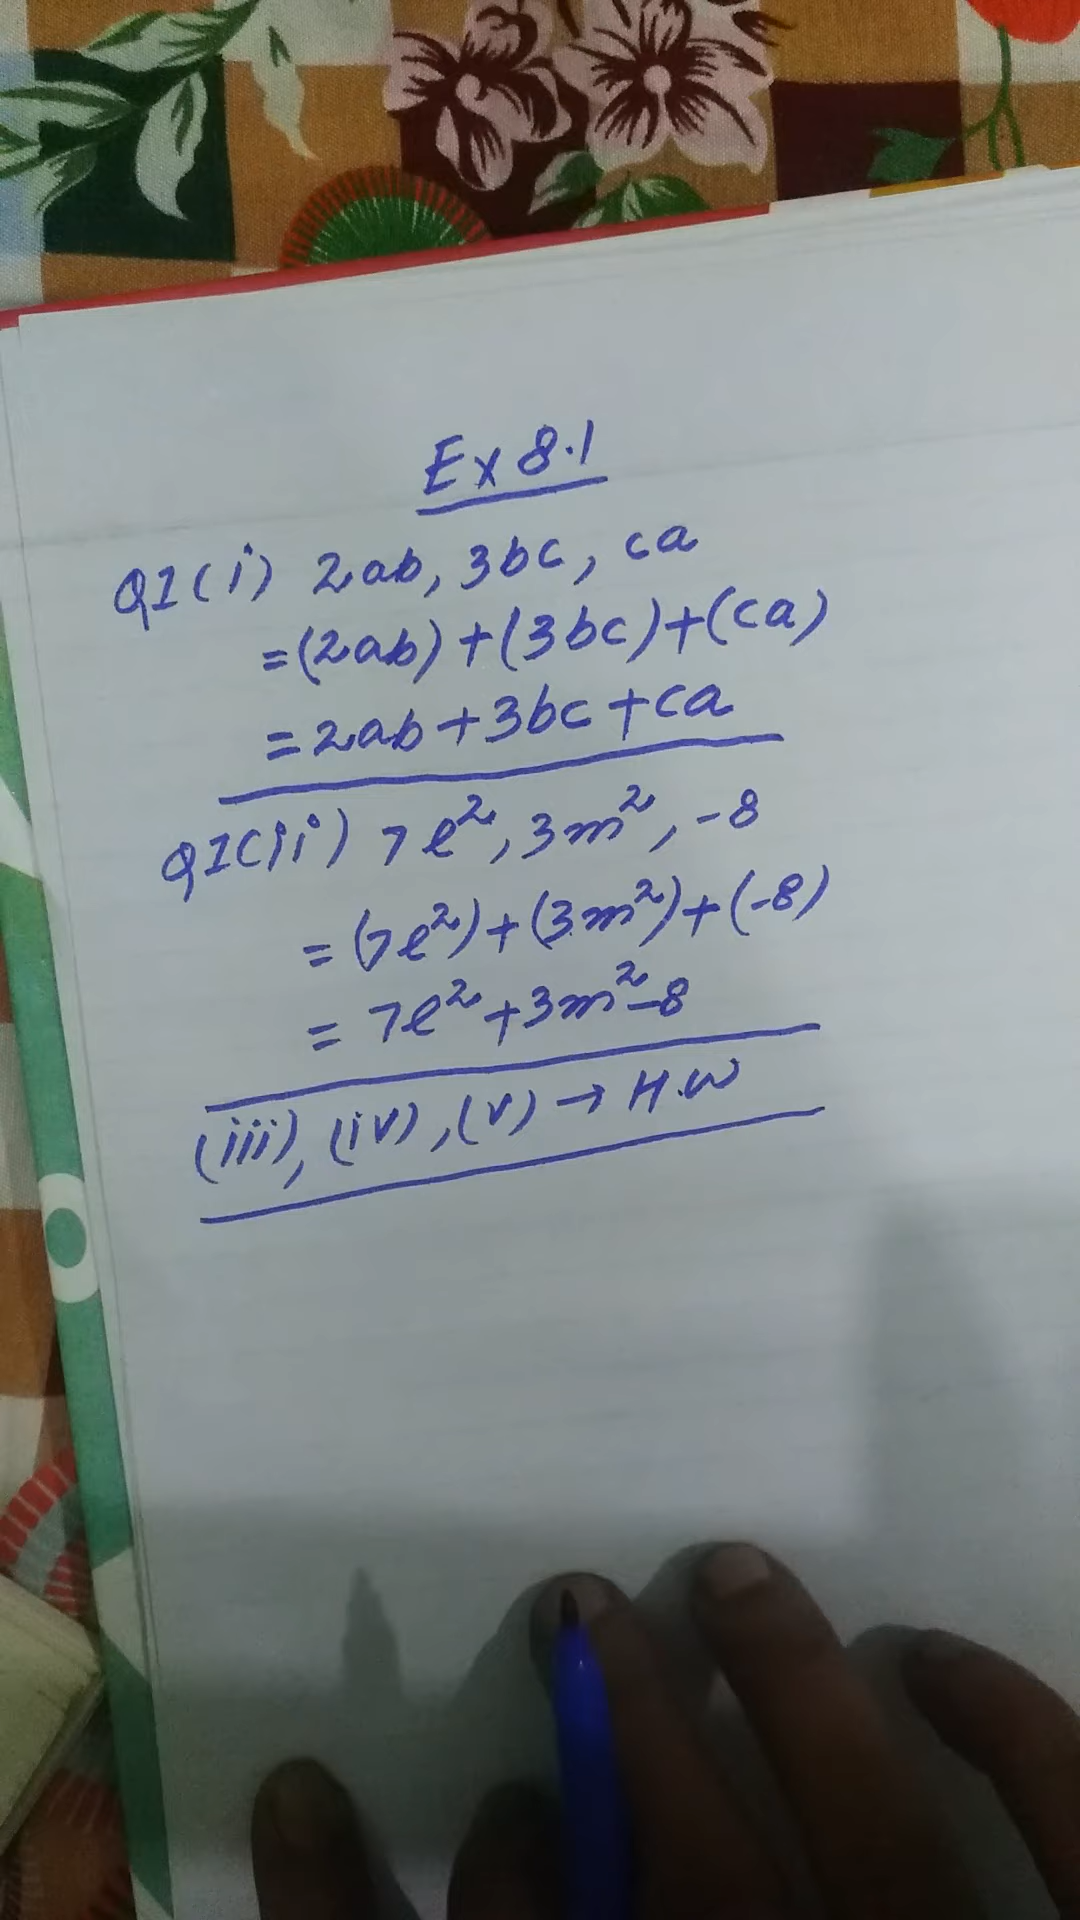 Ex 8.1
Q1(i) 2ab, 3bc, ca
=(2ab)+(3bc)+(ca)
=2ab+3bc+ca
Q1(ii) 7l², 3m², -8
= (7l²)+(3m²)+(-8)
= 7l²+3m²-8
(iii), (iv), (v) → H.W